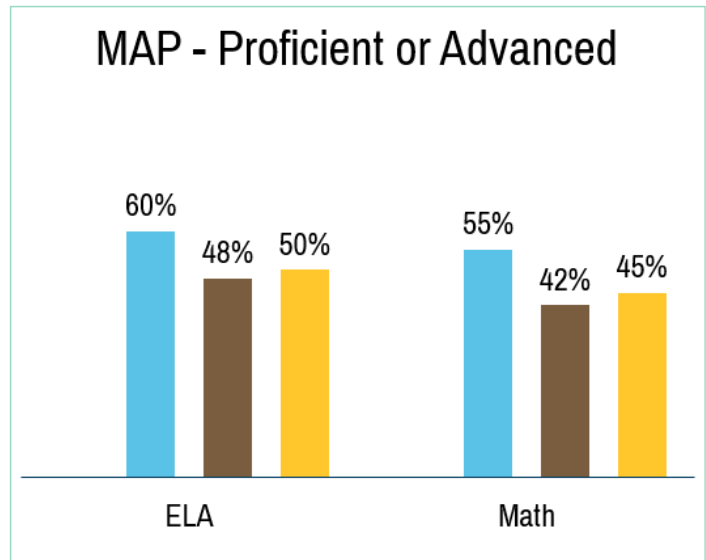 MAP - Proficient or Advanced
60%
48%
50%
55%
42%
45%
ELA
Math